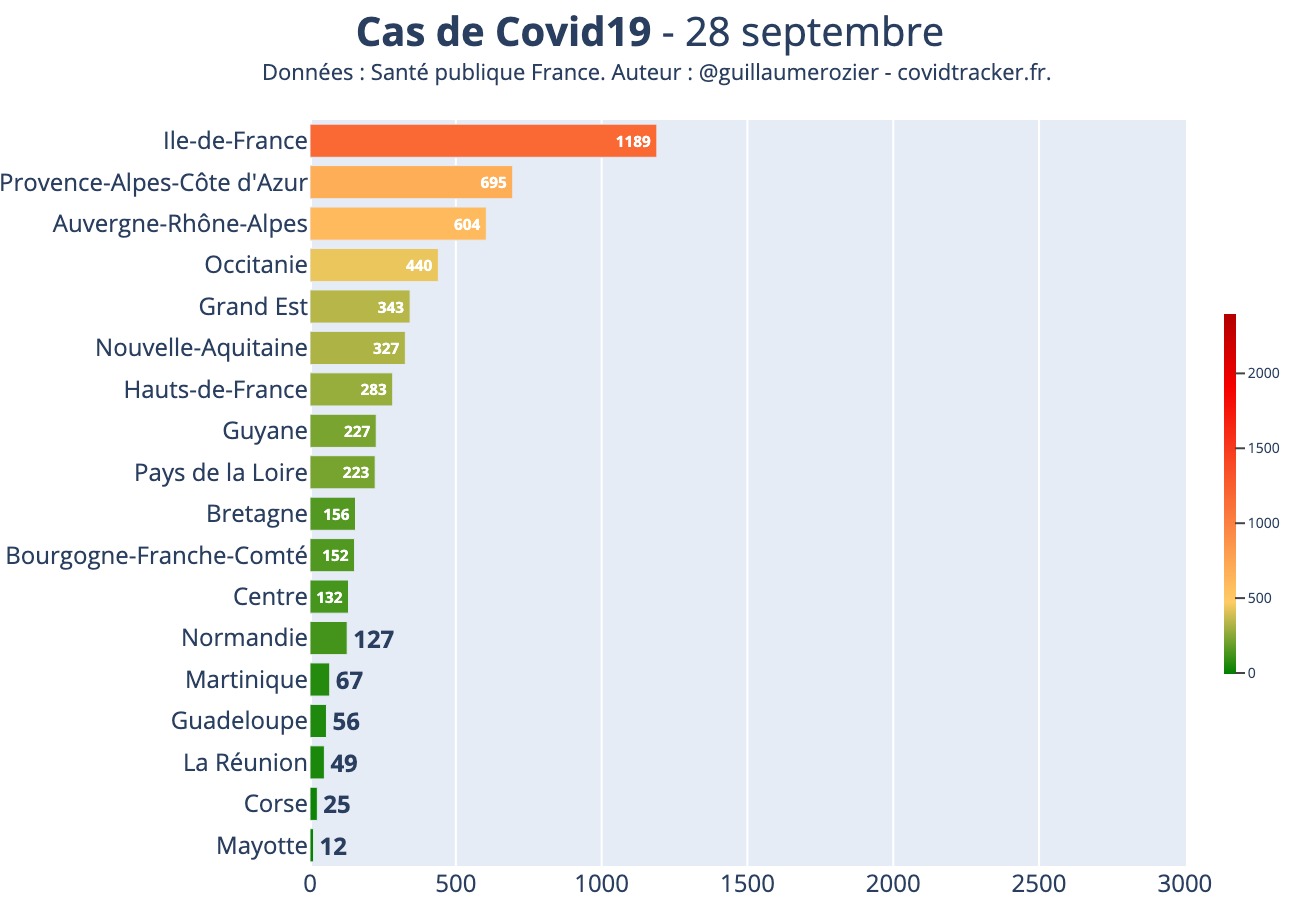 Cas de Covid19 - 28 septembre
Données : Santé publique France. Auteur : @guillaumerozier - covidtracker.fr.
Ile-de-France 1189
Provence-Alpes-Côte d'Azur 695
Auvergne-Rhône-Alpes 604
Occitanie 440
Grand Est 343
Nouvelle-Aquitaine 327
Hauts-de-France 283
Guyane 227
Pays de la Loire 223
Bretagne 156
Bourgogne-Franche-Comté 152
Centre 132
Normandie 127
Martinique 67
Guadeloupe 56
La Réunion 49
Corse 25
Mayotte 12
0 500 1000 1500 2000 2500 3000
2000
1500
1000
500
0